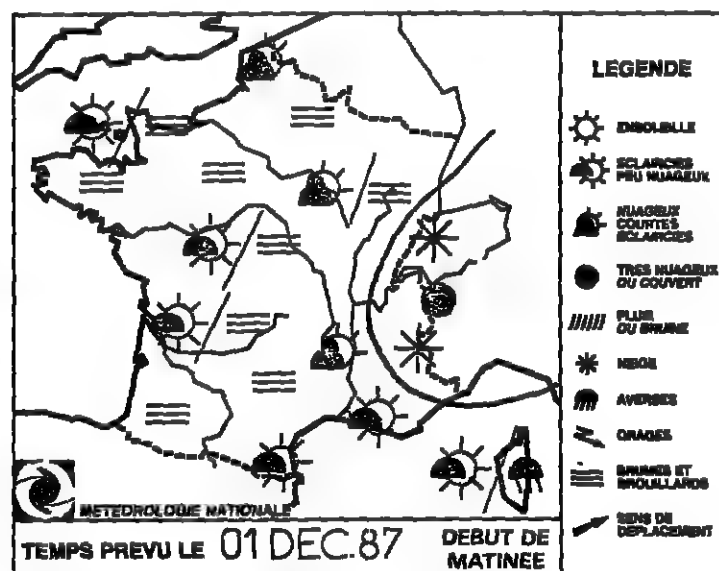 LEGENDE
ENSOLEILLE
ECLAIRCIES
PEU NUAGEUX
NUAGEUX
COURTES
ECLAIRCIES
TRES NUAGEUX
OU COUVERT
PLUIE
OU BRUINE
NEIGE
AVERSES
ORAGES
BRUMES ET
BROUILLARDS
SENS DE
DEPLACEMENT
METEOROLOGIE NATIONALE
TEMPS PREVU LE 01 DEC.87 DEBUT DE
MATINEE